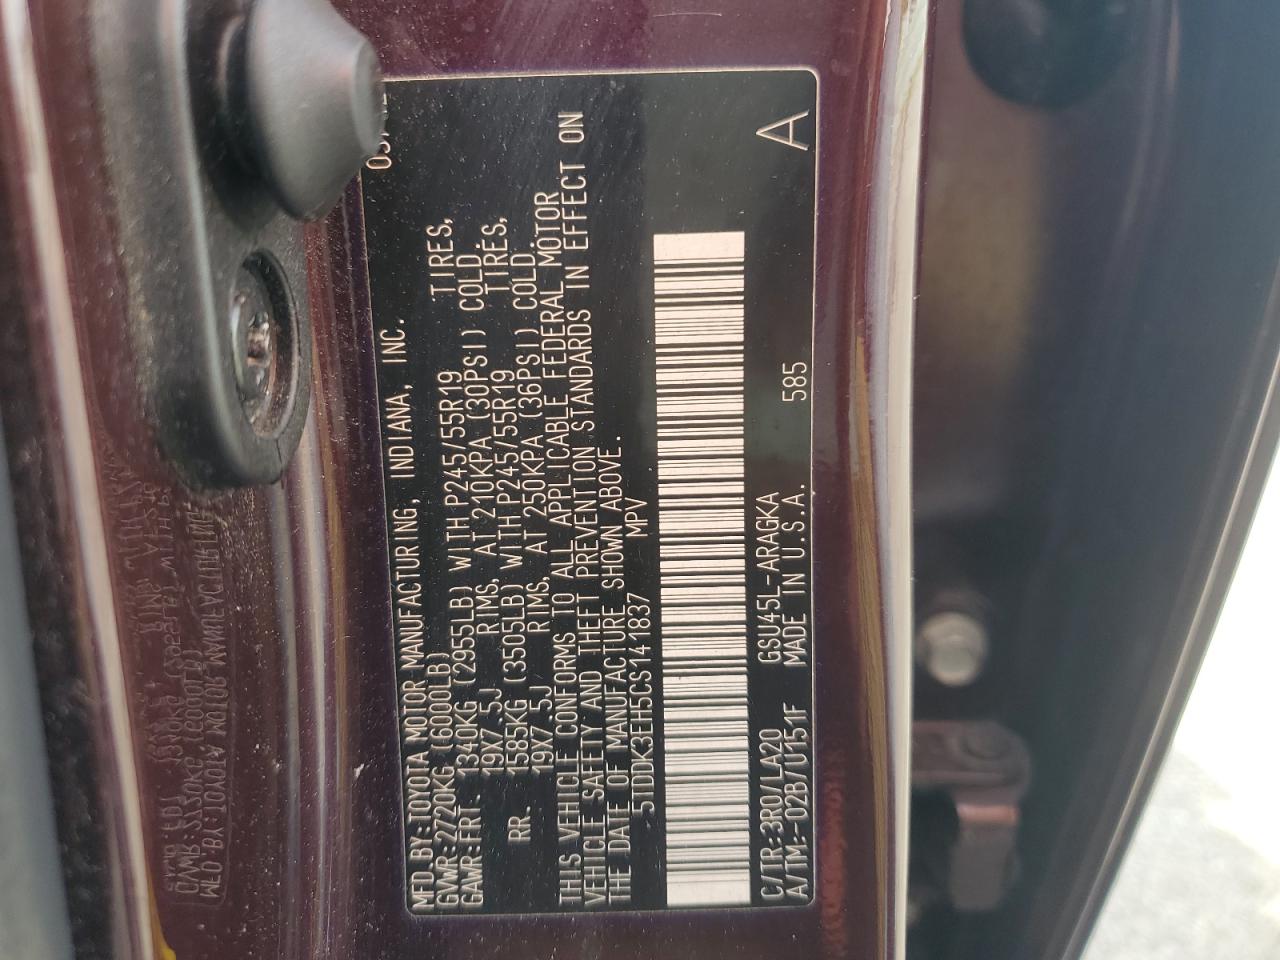 MFD.BY:TOYOTA MOTOR MANUFACTURING, INDIANA, INC.
GVWR:2720KG (6000LB)
GAWR:FRT. 1340KG (2955LB) WITH P245/55R19 TIRES,
19X7.5J RIMS, AT 210KPA (30PSI) COLD.
RR. 1585KG (3505LB) WITH P245/55R19 TIRES,
19X7.5J RIMS, AT 250KPA (36PSI) COLD.
THIS VEHICLE CONFORMS TO ALL APPLICABLE FEDERAL MOTOR
VEHICLE SAFETY AND THEFT PREVENTION STANDARDS IN EFFECT ON
THE DATE OF MANUFACTURE SHOWN ABOVE.
5TDDK3EH5CS141837 MPV
C/TR:3R0/LA20 GSU45L-ARAGKA 585
A/TM:-02B/U151F MADE IN U.S.A.
A